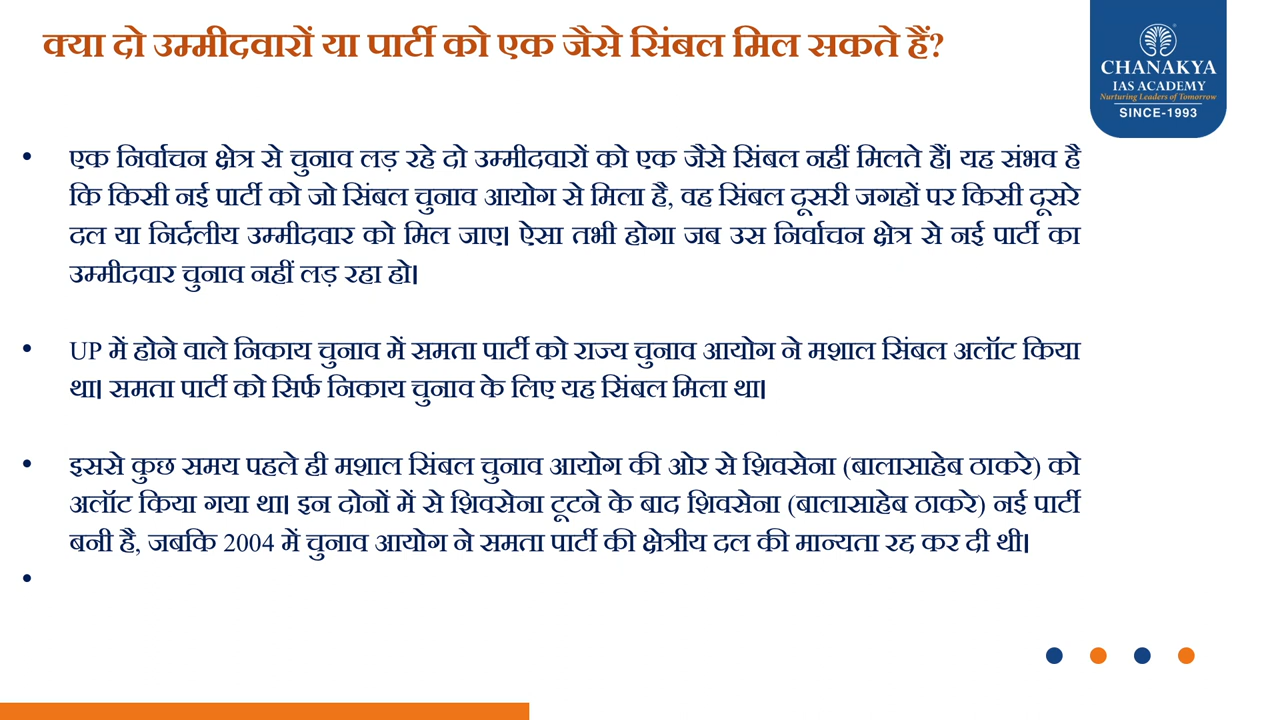 क्या दो उम्मीदवारों या पार्टी को एक जैसे सिंबल मिल सकते हैं?
CHANAKYA
IAS ACADEMY
Nurturing Leaders of Tomorrow
SINCE-1993
• एक निर्वाचन क्षेत्र से चुनाव लड़ रहे दो उम्मीदवारों को एक जैसे सिंबल नहीं मिलते हैं। यह संभव है
कि किसी नई पार्टी को जो सिंबल चुनाव आयोग से मिला है, वह सिंबल दूसरी जगहों पर किसी दूसरे
दल या निर्दलीय उम्मीदवार को मिल जाए। ऐसा तभी होगा जब उस निर्वाचन क्षेत्र से नई पार्टी का
उम्मीदवार चुनाव नहीं लड़ रहा हो।
• UP में होने वाले निकाय चुनाव में समता पार्टी को राज्य चुनाव आयोग ने मशाल सिंबल अलॉट किया
था। समता पार्टी को सिर्फ निकाय चुनाव के लिए यह सिंबल मिला था।
• इससे कुछ समय पहले ही मशाल सिंबल चुनाव आयोग की ओर से शिवसेना (बालासाहेब ठाकरे) को
अलॉट किया गया था। इन दोनों में से शिवसेना टूटने के बाद शिवसेना (बालासाहेब ठाकरे) नई पार्टी
बनी है, जबकि 2004 में चुनाव आयोग ने समता पार्टी की क्षेत्रीय दल की मान्यता रद्द कर दी थी।
•